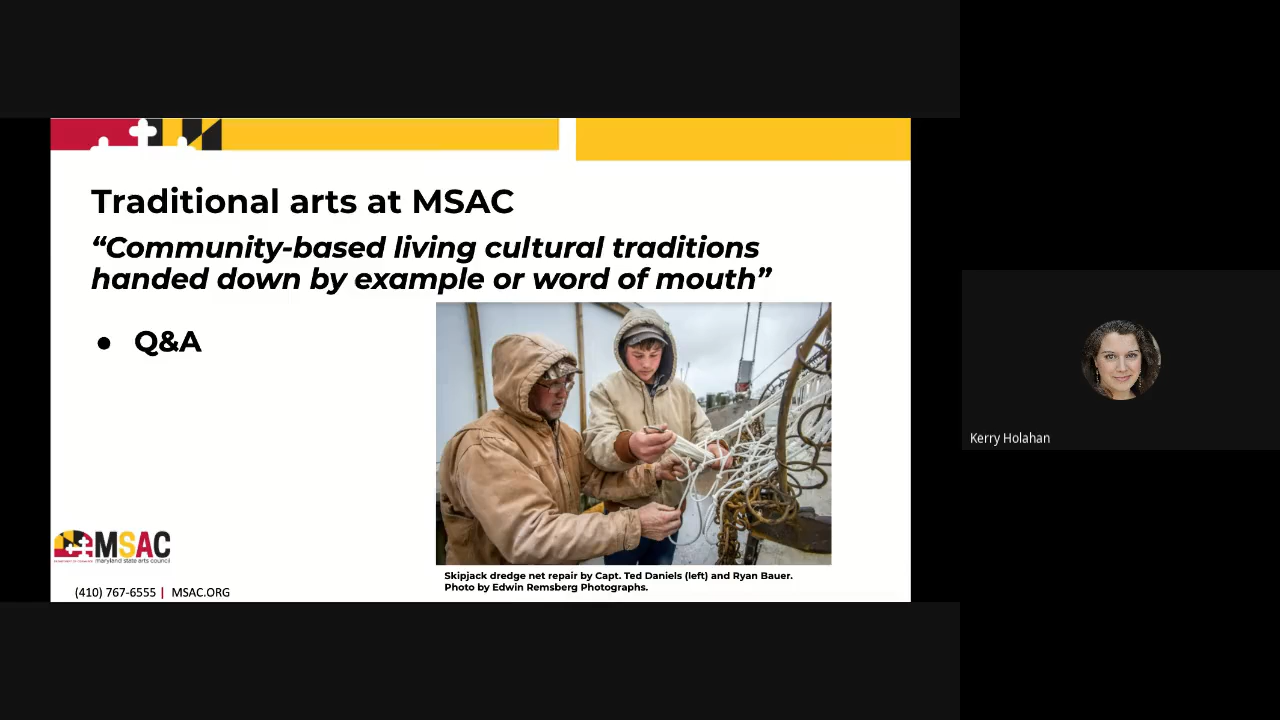 Traditional arts at MSAC
“Community-based living cultural traditions
handed down by example or word of mouth”
● Q&A
Skipjack dredge net repair by Capt. Ted Daniels (left) and Ryan Bauer.
Photo by Edwin Remsberg Photographs.
MSAC
maryland state arts council
(410) 767-6555 | MSAC.ORG
Kerry Holahan